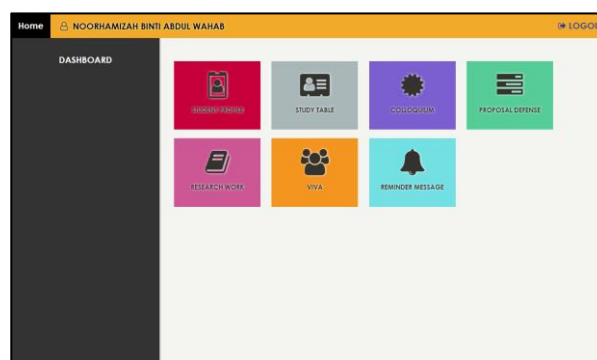 Home NOORHAMIZAH BINTI ABDUL WAHAB LOGOU
DASHBOARD
STUDENT PROFILE STUDY TABLE COLLOQUIUM PROPOSAL DEFENSE
RESEARCH WORK VIVA REMINDER MESSAGE